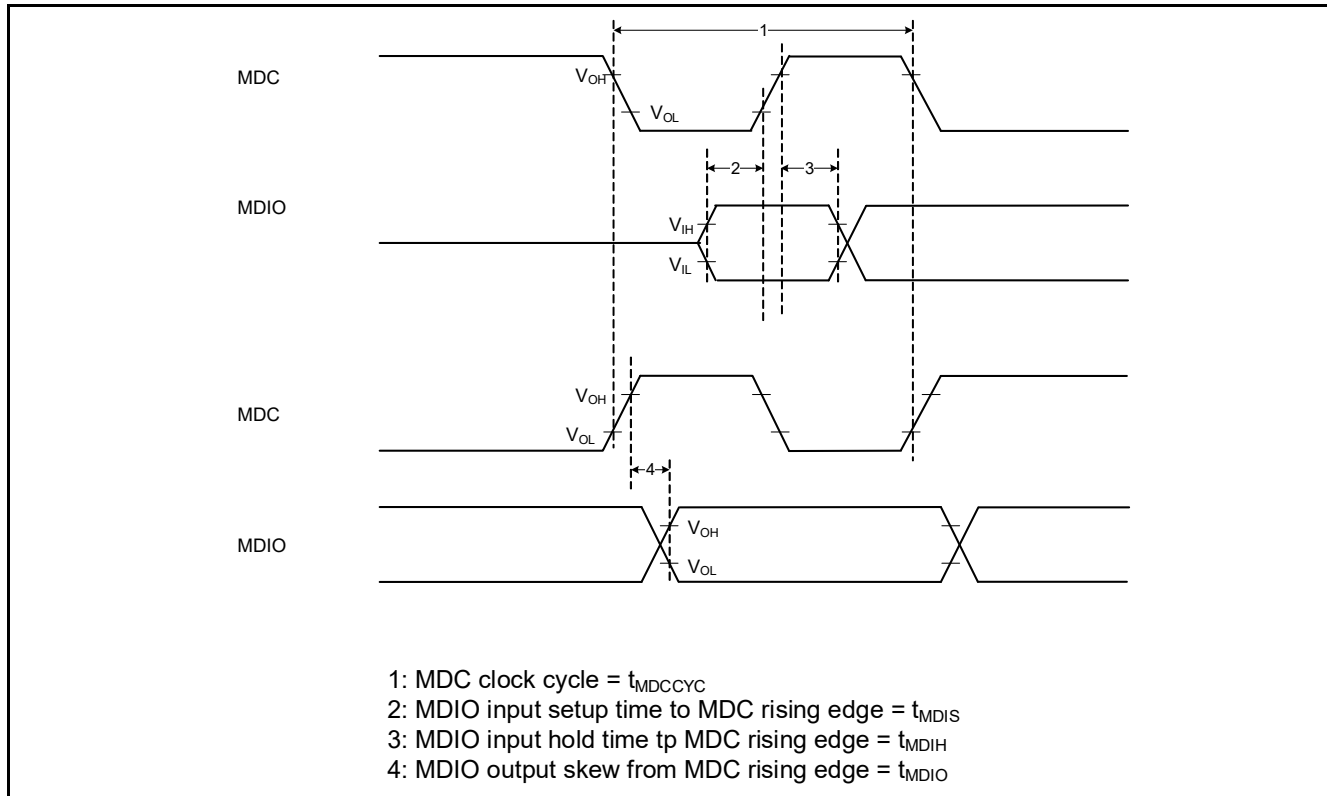 1
MDC
VOH
VOL
2
3
MDIO
VIH
VIL
MDC
VOH
VOL
4
MDIO
VOH
VOL
1: MDC clock cycle = tMDCCYC
2: MDIO input setup time to MDC rising edge = tMDIS
3: MDIO input hold time tp MDC rising edge = tMDIH
4: MDIO output skew from MDC rising edge = tMDIO